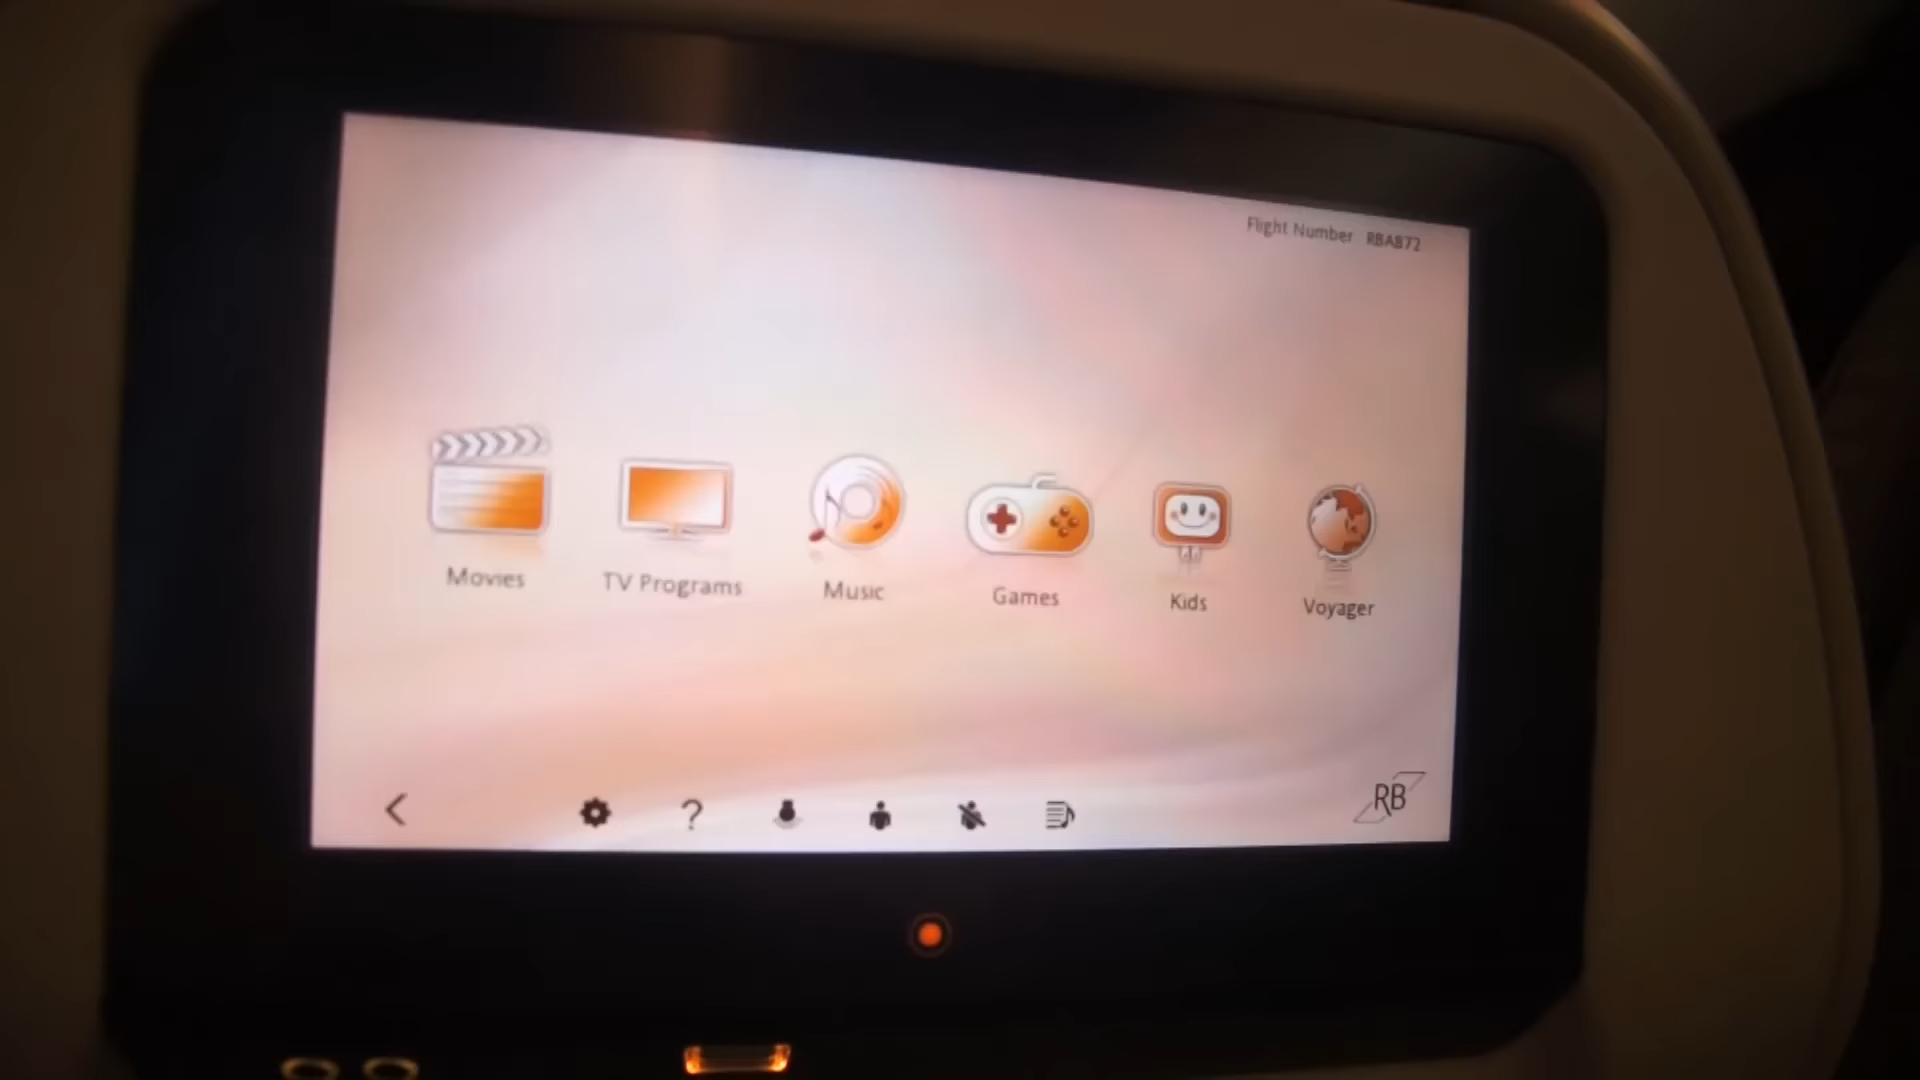 Flight Number RBA872
Movies
TV Programs
Music
Games
Kids
Voyager
?
RB